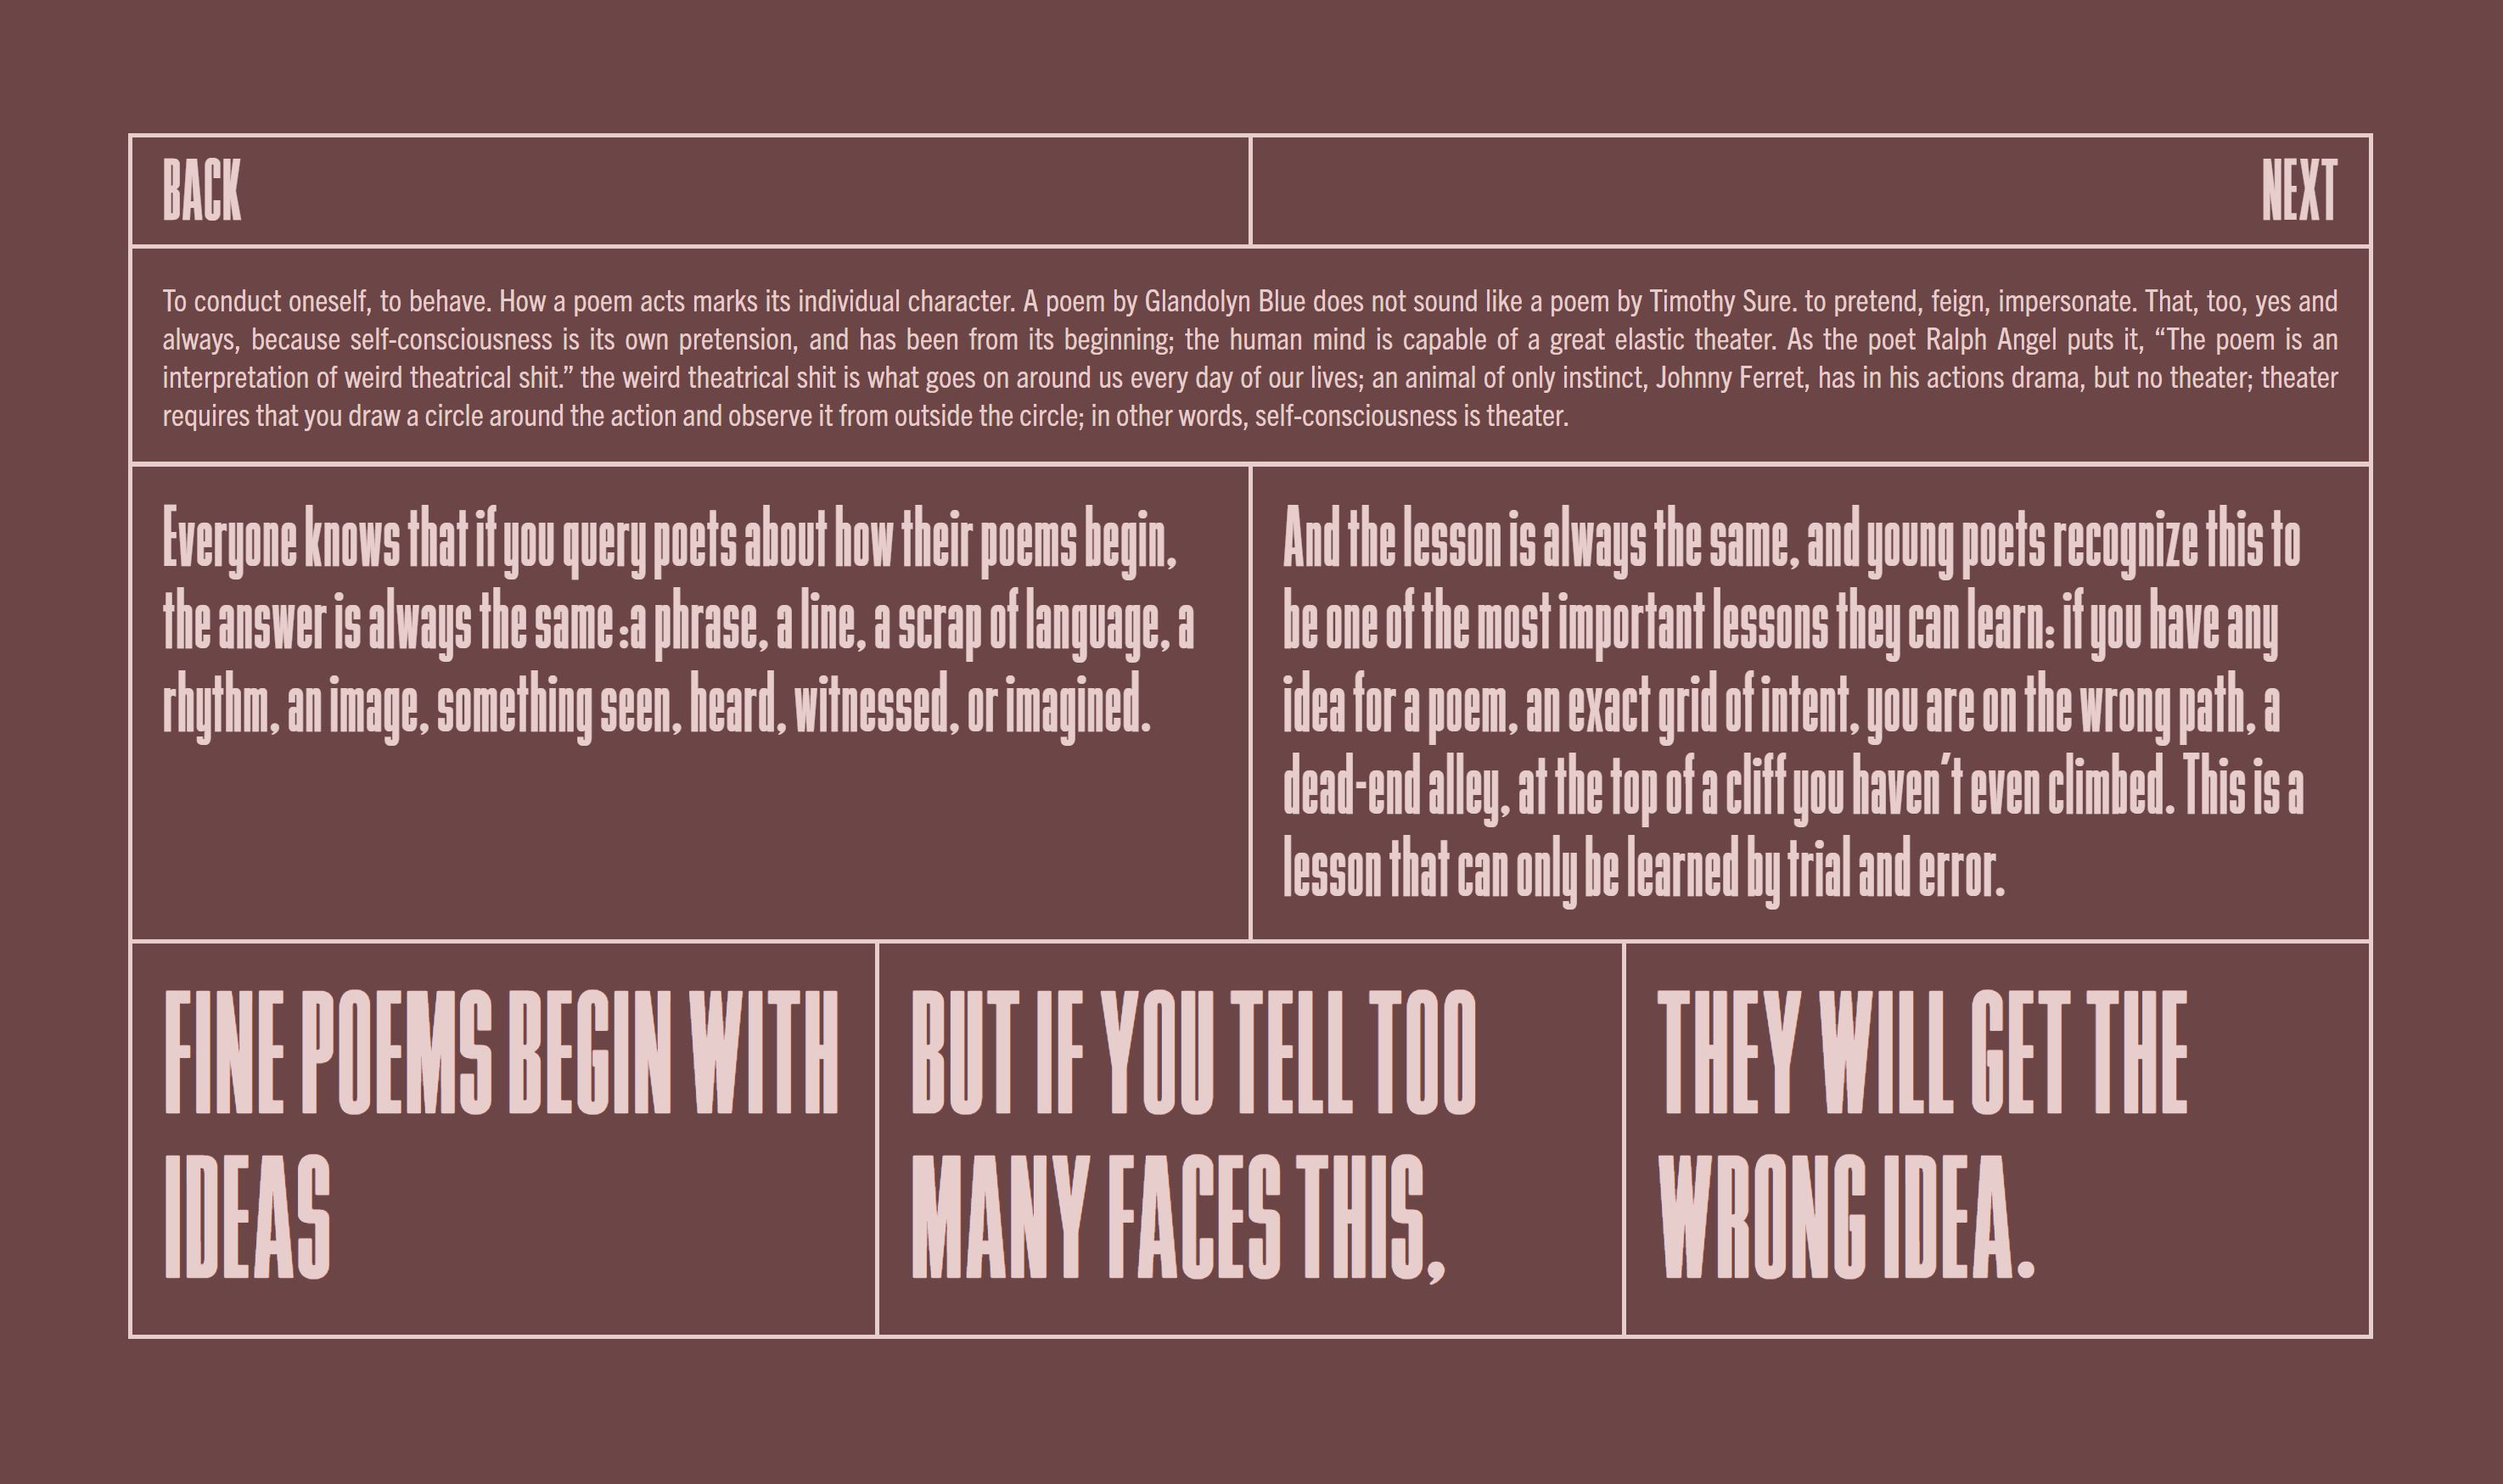 BACK
NEXT
To conduct oneself, to behave. How a poem acts marks its individual character. A poem by Glandolyn Blue does not sound like a poem by Timothy Sure. to pretend, feign, impersonate. That, too, yes and
always, because self-consciousness is its own pretension, and has been from its beginning; the human mind is capable of a great elastic theater. As the poet Ralph Angel puts it, “The poem is an
interpretation of weird theatrical shit.” the weird theatrical shit is what goes on around us every day of our lives; an animal of only instinct, Johnny Ferret, has in his actions drama, but no theater; theater
requires that you draw a circle around the action and observe it from outside the circle; in other words, self-consciousness is theater.
Everyone knows that if you query poets about how their poems begin,
the answer is always the same :a phrase, a line, a scrap of language, a
rhythm, an image, something seen, heard, witnessed, or imagined.
And the lesson is always the same, and young poets recognize this to
be one of the most important lessons they can learn: if you have any
idea for a poem, an exact grid of intent, you are on the wrong path, a
dead-end alley, at the top of a cliff you haven’t even climbed. This is a
lesson that can only be learned by trial and error.
FINE POEMS BEGIN WITH
IDEAS
BUT IF YOU TELL TOO
MANY FACES THIS,
THEY WILL GET THE
WRONG IDEA.